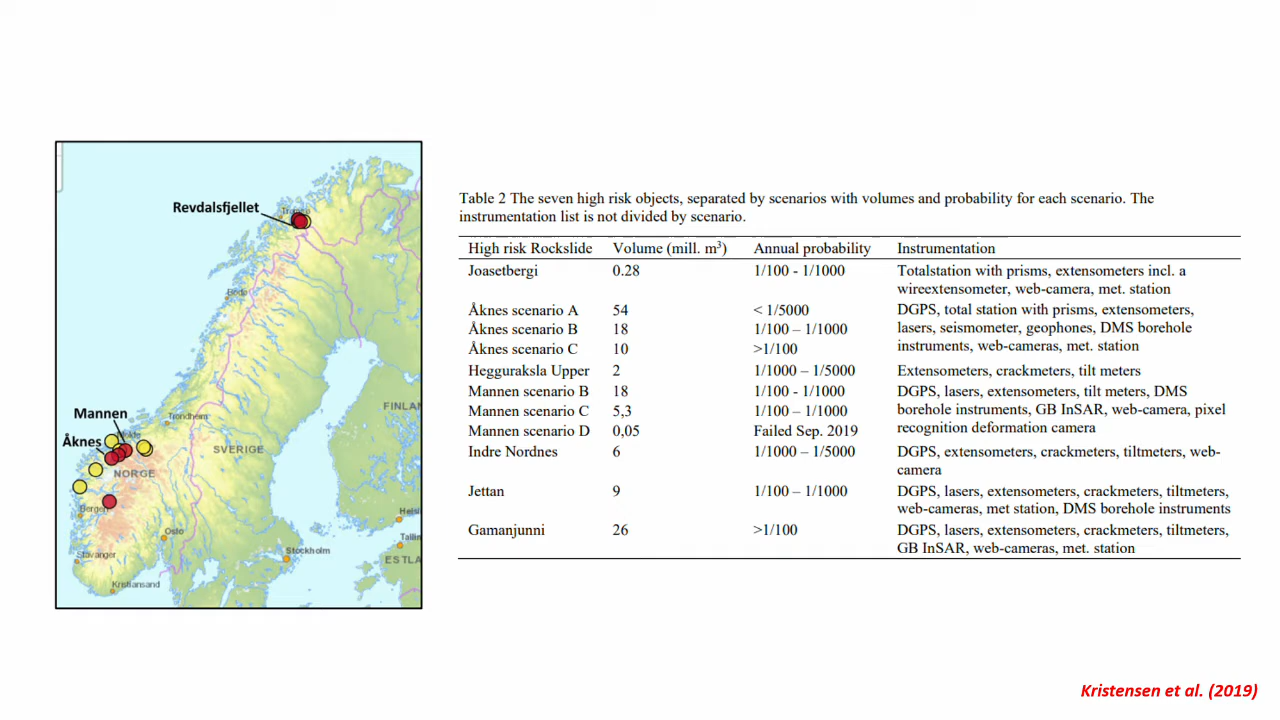 Revdalsfjellet
Tromsø
Bodø
Trondheim
Mannen
Molde
Åknes
FINLAN
SVERIGE
NORGE
Bergen
Oslo
Helsin
Tallin
Stockholm
ESTLA
Stavanger
Kristiansand
Table 2 The seven high risk objects, separated by scenarios with volumes and probability for each scenario. The
instrumentation list is not divided by scenario.
High risk Rockslide Volume (mill. m³) Annual probability Instrumentation
Joasetbergi 0.28 1/100 - 1/1000 Totalstation with prisms, extensometers incl. a
wireextensometer, web-camera, met. station
Åknes scenario A 54 < 1/5000 DGPS, total station with prisms, extensometers,
Åknes scenario B 18 1/100 – 1/1000 lasers, seismometer, geophones, DMS borehole
Åknes scenario C 10 >1/100 instruments, web-cameras, met. station
Hegguraksla Upper 2 1/1000 – 1/5000 Extensometers, crackmeters, tilt meters
Mannen scenario B 18 1/100 - 1/1000 DGPS, lasers, extensometers, tilt meters, DMS
Mannen scenario C 5,3 1/100 – 1/1000 borehole instruments, GB InSAR, web-camera, pixel
Mannen scenario D 0,05 Failed Sep. 2019 recognition deformation camera
Indre Nordnes 6 1/1000 – 1/5000 DGPS, extensometers, crackmeters, tiltmeters, web-
camera
Jettan 9 1/100 – 1/1000 DGPS, lasers, extensometers, crackmeters, tiltmeters,
web-cameras, met station, DMS borehole instruments
Gamanjunni 26 >1/100 DGPS, lasers, extensometers, crackmeters, tiltmeters,
GB InSAR, web-cameras, met. station
Kristensen et al. (2019)